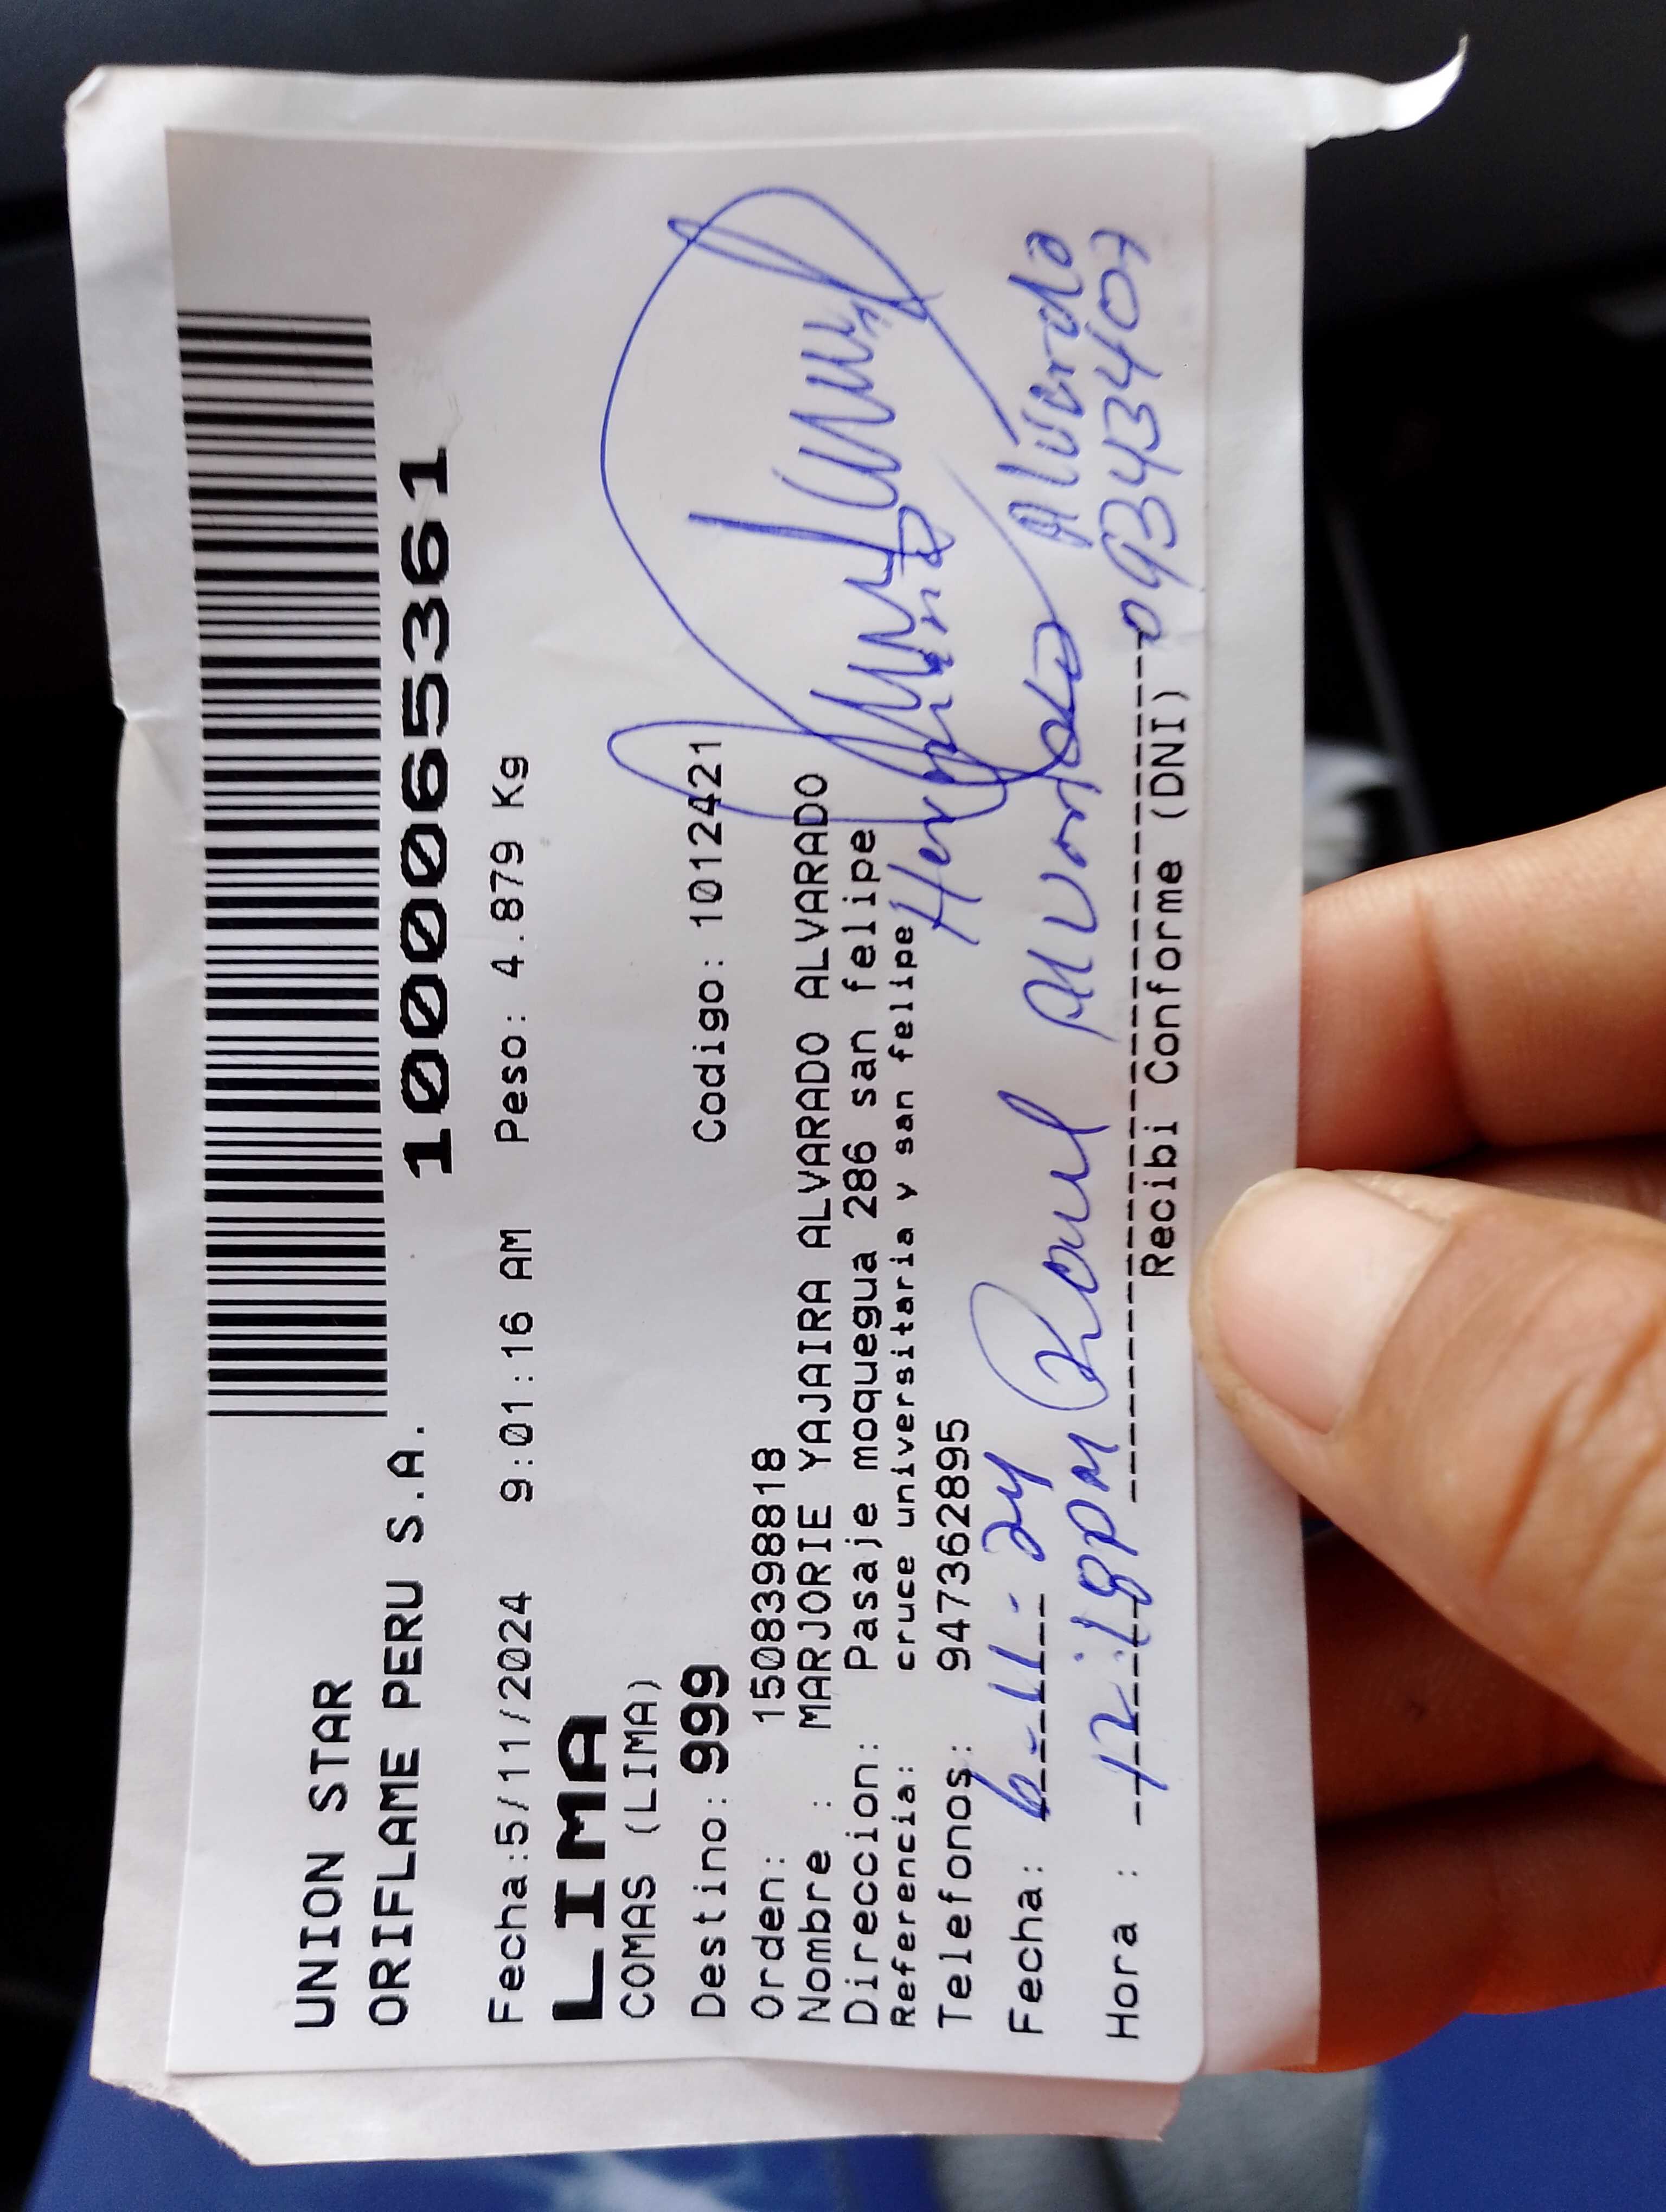 UNION STAR
ORIFLAME PERU S.A.
1000065361
Fecha:5/11/2024 9:01:16 AM Peso: 4.879 Kg
LIMA
COMAS (LIMA)
Destino: 999 Codigo: 1012421
Orden: 1508398818
Nombre : MARJORIE YAJAIRA ALVARADO ALVARADO
Direccion: Pasaje moquegua 286 san felipe
Referencia: cruce universitaria y san felipe
Telefonos: 947362895
Fecha: 6-11-24 Raul Alvarado Alvarado
Hora : 12:18pm 09343407
Recibi Conforme (DNI)